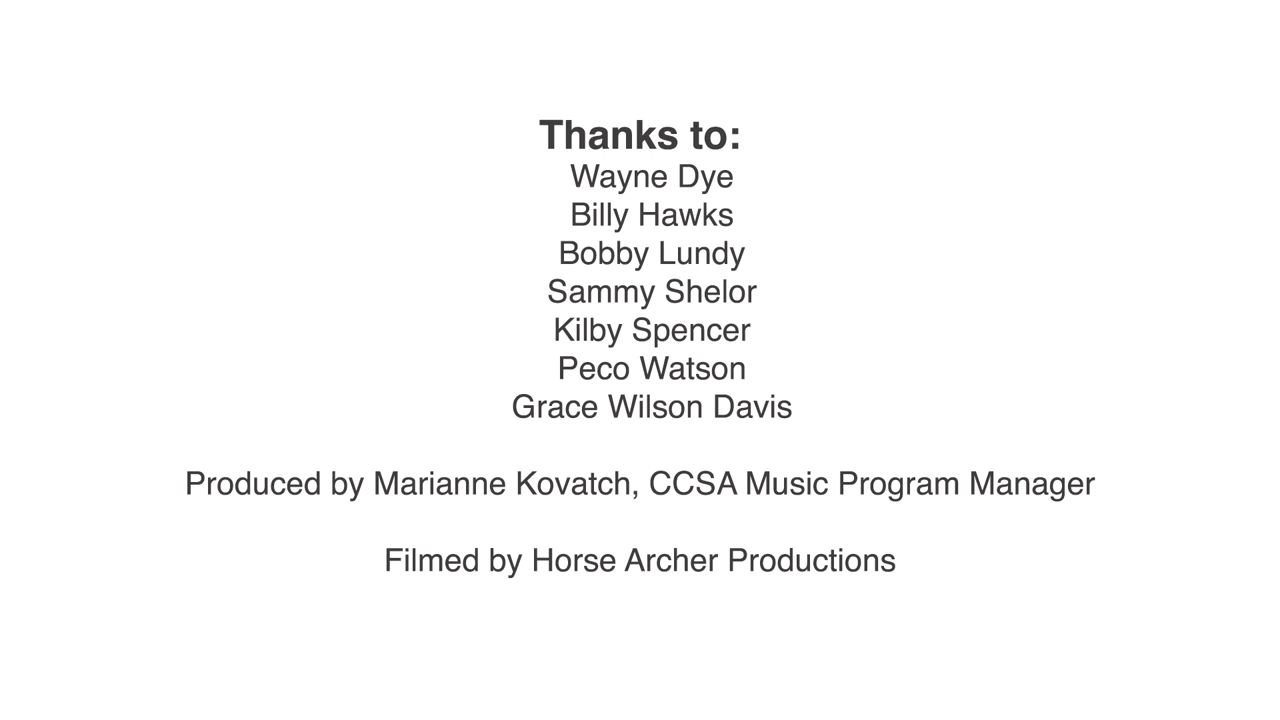 Thanks to:
Wayne Dye
Billy Hawks
Bobby Lundy
Sammy Shelor
Kilby Spencer
Peco Watson
Grace Wilson Davis
Produced by Marianne Kovatch, CCSA Music Program Manager
Filmed by Horse Archer Productions